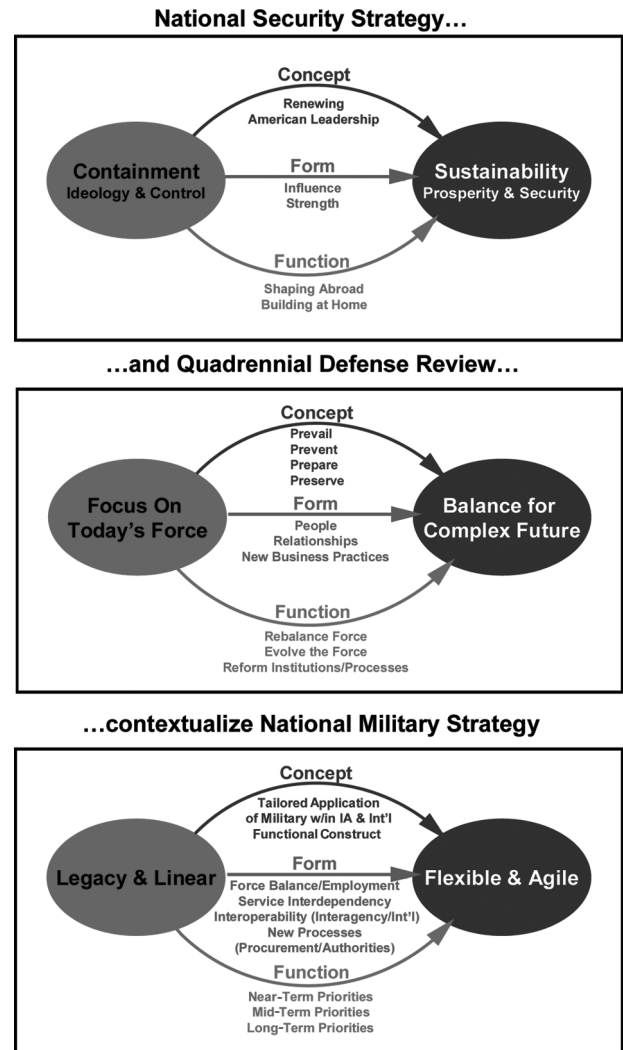 National Security Strategy…
Concept
Renewing
American Leadership
Containment
Ideology & Control
Form
Influence
Strength
Sustainability
Prosperity & Security
Function
Shaping Abroad
Building at Home
…and Quadrennial Defense Review…
Concept
Prevail
Prevent
Prepare
Preserve
Focus On
Today's Force
Form
People
Relationships
New Business Practices
Balance for
Complex Future
Function
Rebalance Force
Evolve the Force
Reform Institutions/Processes
…contextualize National Military Strategy
Concept
Tailored Application
of Military w/in IA & Int'l
Functional Construct
Legacy & Linear
Form
Force Balance/Employment
Service Interdependency
Interoperability (Interagency/Int'l)
New Processes
(Procurement/Authorities)
Flexible & Agile
Function
Near-Term Priorities
Mid-Term Priorities
Long-Term Priorities